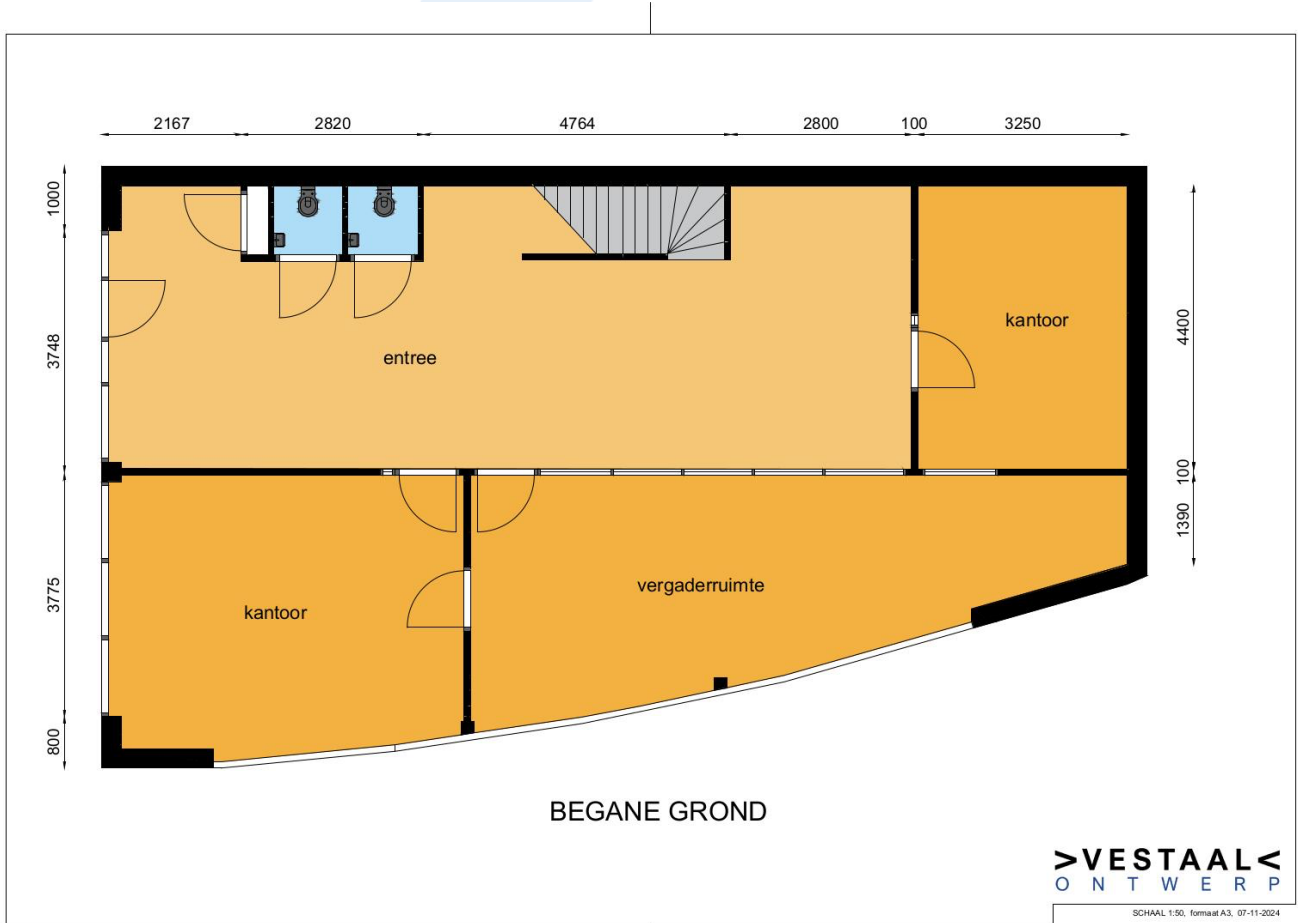 2167 2820 4764 2800 100 3250
1000
3748
3775
800
4400
100
1390
kantoor
entree
vergaderruimte
kantoor
BEGANE GROND
>VESTAAL<
ONTWERP
SCHAAL 1:50, formaat A3, 07-11-2024